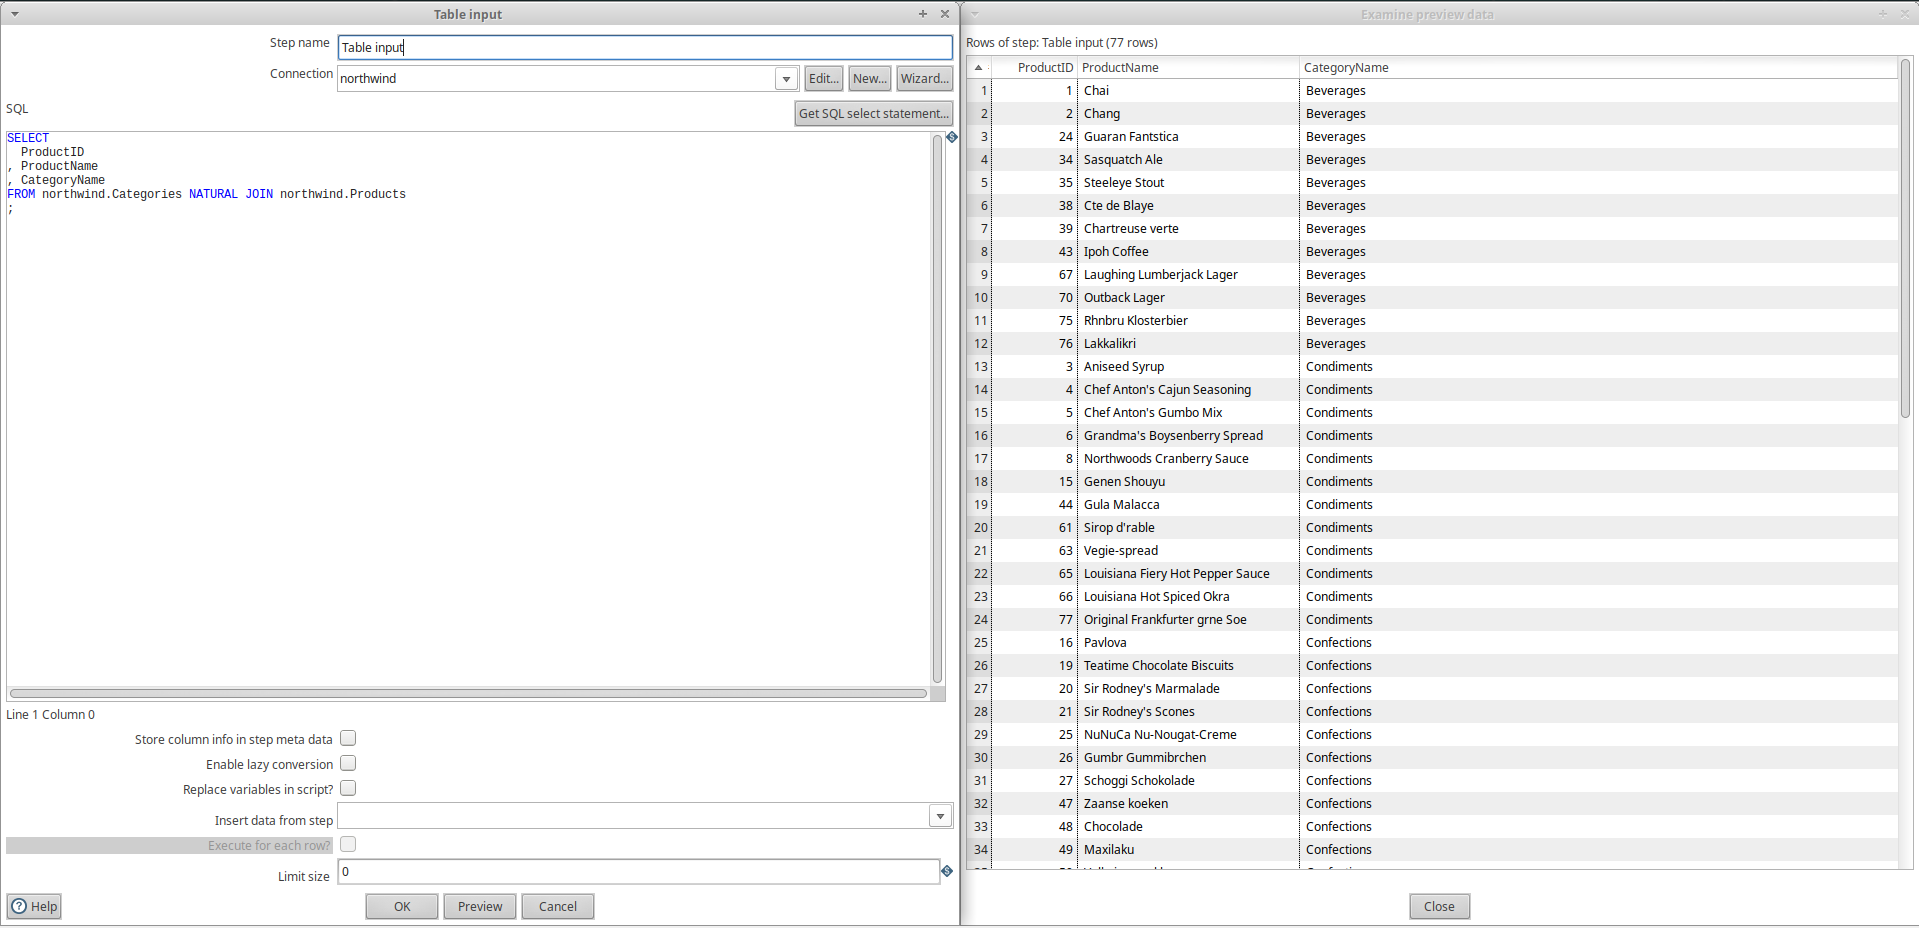 Table input
Step name Table input
Connection northwind Edit... New... Wizard...
SQL Get SQL select statement...
SELECT
ProductID
, ProductName
, CategoryName
FROM northwind.Categories NATURAL JOIN northwind.Products
;
Line 1 Column 0
Store column info in step meta data
Enable lazy conversion
Replace variables in script?
Insert data from step
Execute for each row?
Limit size 0
Help OK Preview Cancel
Examine preview data
Rows of step: Table input (77 rows)
ProductID ProductName CategoryName
1 1 Chai Beverages
2 2 Chang Beverages
3 24 Guaran Fantstica Beverages
4 34 Sasquatch Ale Beverages
5 35 Steeleye Stout Beverages
6 38 Cte de Blaye Beverages
7 39 Chartreuse verte Beverages
8 43 Ipoh Coffee Beverages
9 67 Laughing Lumberjack Lager Beverages
10 70 Outback Lager Beverages
11 75 Rhnbru Klosterbier Beverages
12 76 Lakkalikri Beverages
13 3 Aniseed Syrup Condiments
14 4 Chef Anton's Cajun Seasoning Condiments
15 5 Chef Anton's Gumbo Mix Condiments
16 6 Grandma's Boysenberry Spread Condiments
17 8 Northwoods Cranberry Sauce Condiments
18 15 Genen Shouyu Condiments
19 44 Gula Malacca Condiments
20 61 Sirop d'rable Condiments
21 63 Vegie-spread Condiments
22 65 Louisiana Fiery Hot Pepper Sauce Condiments
23 66 Louisiana Hot Spiced Okra Condiments
24 77 Original Frankfurter grne Soe Condiments
25 16 Pavlova Confections
26 19 Teatime Chocolate Biscuits Confections
27 20 Sir Rodney's Marmalade Confections
28 21 Sir Rodney's Scones Confections
29 25 NuNuCa Nu-Nougat-Creme Confections
30 26 Gumbr Gummibrchen Confections
31 27 Schoggi Schokolade Confections
32 47 Zaanse koeken Confections
33 48 Chocolade Confections
34 49 Maxilaku Confections
Close